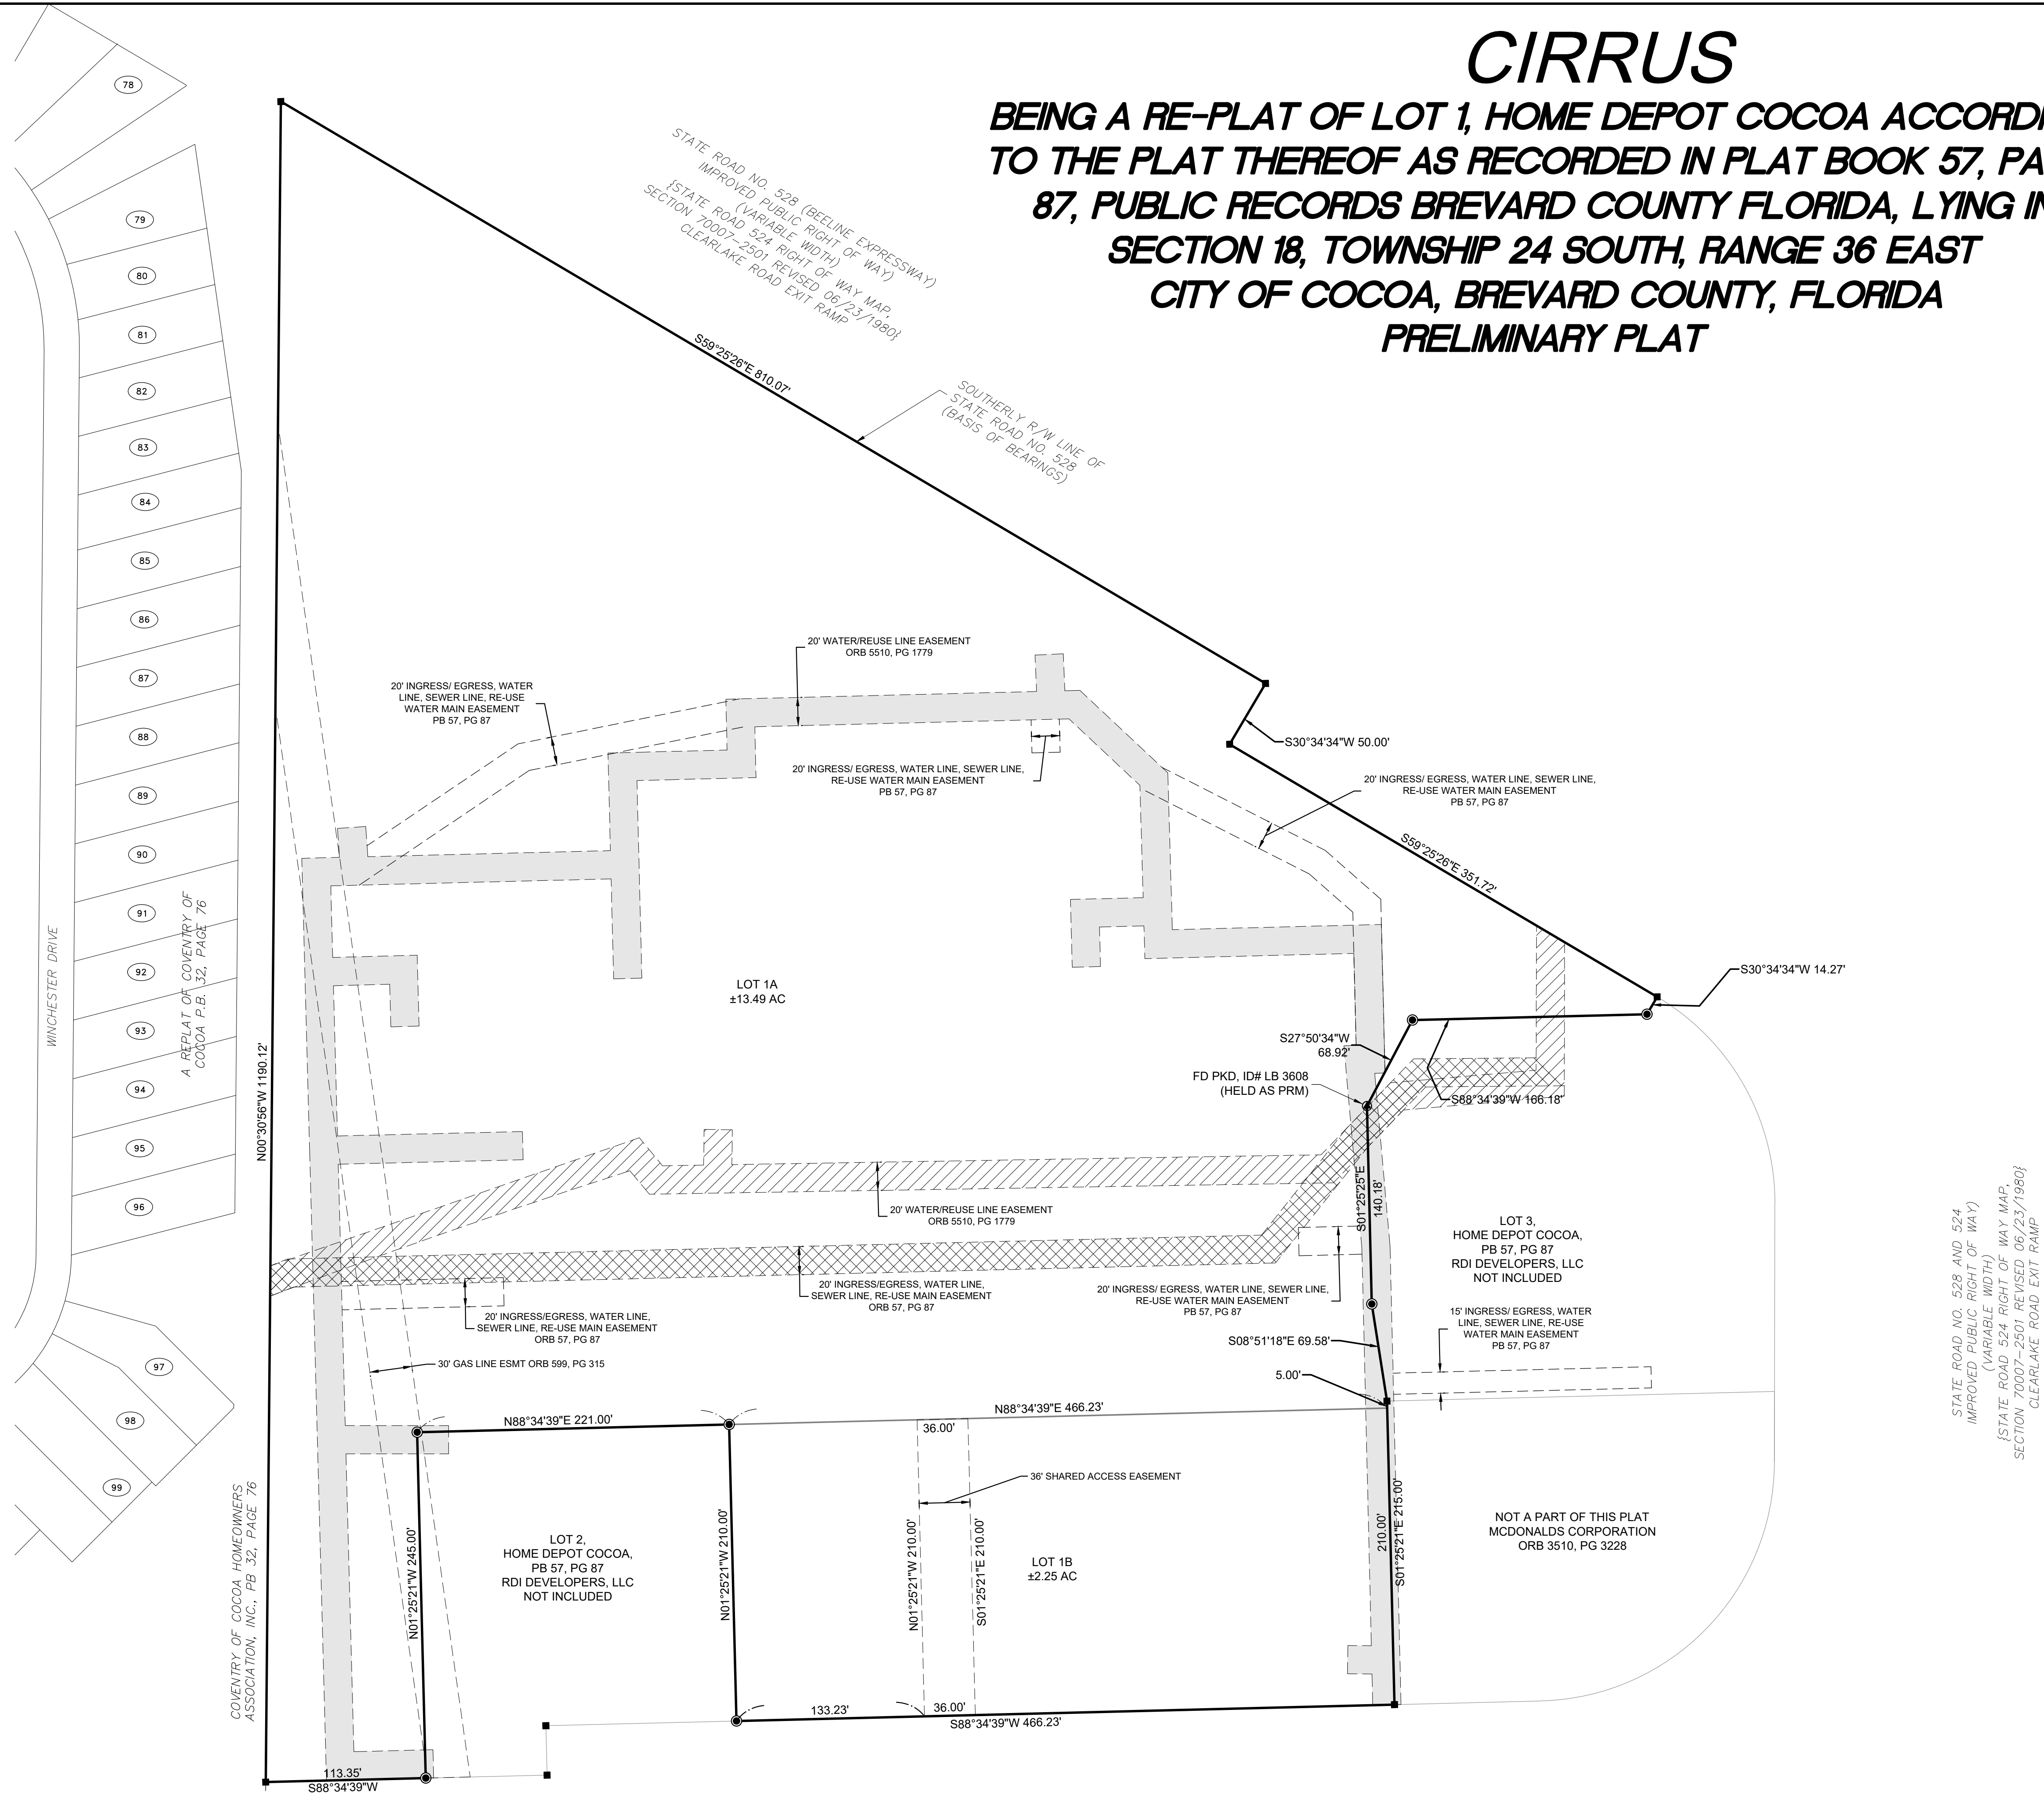 CIRRUS
BEING A RE-PLAT OF LOT 1, HOME DEPOT COCOA ACCORDI
TO THE PLAT THEREOF AS RECORDED IN PLAT BOOK 57, PA
87, PUBLIC RECORDS BREVARD COUNTY FLORIDA, LYING IN
SECTION 18, TOWNSHIP 24 SOUTH, RANGE 36 EAST
CITY OF COCOA, BREVARD COUNTY, FLORIDA
PRELIMINARY PLAT
STATE ROAD NO. 528 (BEELINE EXPRESSWAY)
IMPROVED PUBLIC RIGHT OF WAY)
(VARIABLE WIDTH)
{STATE ROAD 524 RIGHT OF WAY MAP,
SECTION 70007-2501 REVISED 06/23/1980}
CLEARLAKE ROAD EXIT RAMP
S59°25'26"E 810.07'
SOUTHERLY R/W LINE OF
STATE ROAD NO. 528
(BASIS OF BEARINGS)
78
79
80
81
82
83
84
85
86
87
88
89
90
91
92
93
94
95
96
97
98
99
WINCHESTER DRIVE
A REPLAT OF COVENTRY OF
COCOA P.B. 32, PAGE 76
COVENTRY OF COCOA HOMEOWNERS
ASSOCIATION, INC., PB 32, PAGE 76
N00°30'56"W 1190.12'
20' WATER/REUSE LINE EASEMENT
ORB 5510, PG 1779
20' INGRESS/ EGRESS, WATER
LINE, SEWER LINE, RE-USE
WATER MAIN EASEMENT
PB 57, PG 87
20' INGRESS/ EGRESS, WATER LINE, SEWER LINE,
RE-USE WATER MAIN EASEMENT
PB 57, PG 87
S30°34'34"W 50.00'
20' INGRESS/ EGRESS, WATER LINE, SEWER LINE,
RE-USE WATER MAIN EASEMENT
PB 57, PG 87
S59°25'26"E 351.72'
S30°34'34"W 14.27'
LOT 1A
±13.49 AC
S27°50'34"W
68.92'
FD PKD, ID# LB 3608
(HELD AS PRM)
S88°34'39"W 166.18'
S01°25'25"E
140.18'
20' WATER/REUSE LINE EASEMENT
ORB 5510, PG 1779
LOT 3,
HOME DEPOT COCOA,
PB 57, PG 87
RDI DEVELOPERS, LLC
NOT INCLUDED
20' INGRESS/EGRESS, WATER LINE,
SEWER LINE, RE-USE MAIN EASEMENT
ORB 57, PG 87
20' INGRESS/ EGRESS, WATER LINE, SEWER LINE,
RE-USE WATER MAIN EASEMENT
PB 57, PG 87
20' INGRESS/EGRESS, WATER LINE,
SEWER LINE, RE-USE MAIN EASEMENT
ORB 57, PG 87
15' INGRESS/ EGRESS, WATER
LINE, SEWER LINE, RE-USE
WATER MAIN EASEMENT
PB 57, PG 87
S08°51'18"E 69.58'
30' GAS LINE ESMT ORB 599, PG 315
5.00'
N88°34'39"E 221.00'
N88°34'39"E 466.23'
36.00'
36' SHARED ACCESS EASEMENT
N01°25'21"W 245.00'
LOT 2,
HOME DEPOT COCOA,
PB 57, PG 87
RDI DEVELOPERS, LLC
NOT INCLUDED
N01°25'21"W 210.00'
N01°25'21"W 210.00'
S01°25'21"E 210.00'
LOT 1B
±2.25 AC
210.00'
S01°25'21"E 215.00'
NOT A PART OF THIS PLAT
MCDONALDS CORPORATION
ORB 3510, PG 3228
133.23'
36.00'
S88°34'39"W 466.23'
113.35'
S88°34'39"W
STATE ROAD NO. 528 AND 524
IMPROVED PUBLIC RIGHT OF WAY)
(VARIABLE WIDTH)
{STATE ROAD 524 RIGHT OF WAY MAP,
SECTION 70007-2501 REVISED 06/23/1980}
CLEARLAKE ROAD EXIT RAMP